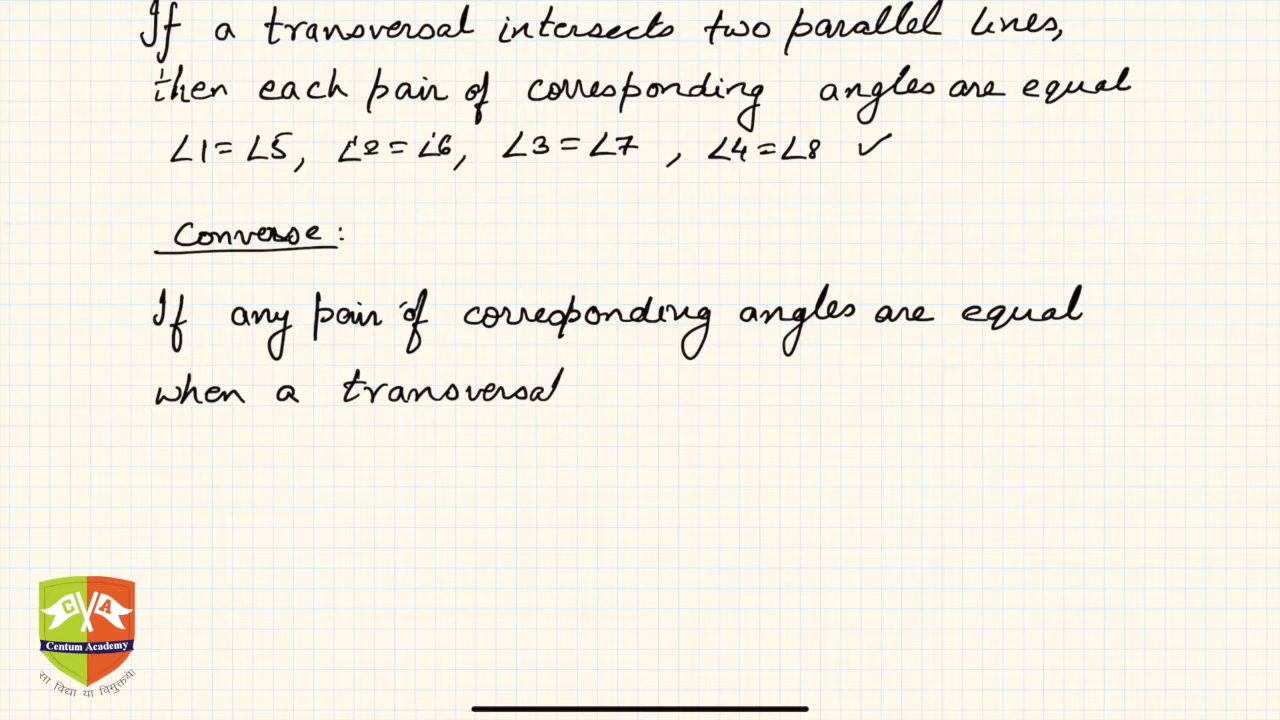 If a transversal intersects two parallel lines,
then each pair of corresponding angles are equal
∠1 = ∠5, ∠2 = ∠6, ∠3 = ∠7 , ∠4 = ∠8 ✓
Converse :
If any pair of corresponding angles are equal
when a transversal
C A
Centum Academy
सा विद्या या विमुक्तये।